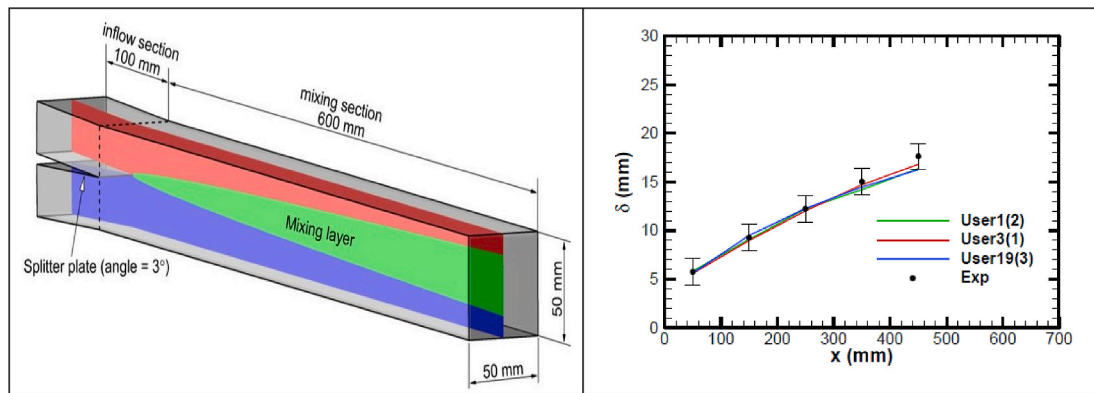 inflow section
100 mm
mixing section
600 mm
Mixing layer
Splitter plate (angle = 3°)
50 mm
50 mm
30
25
20
15
10
5
0
δ (mm)
User1(2)
User3(1)
User19(3)
Exp
0 100 200 300 400 500 600 700
x (mm)